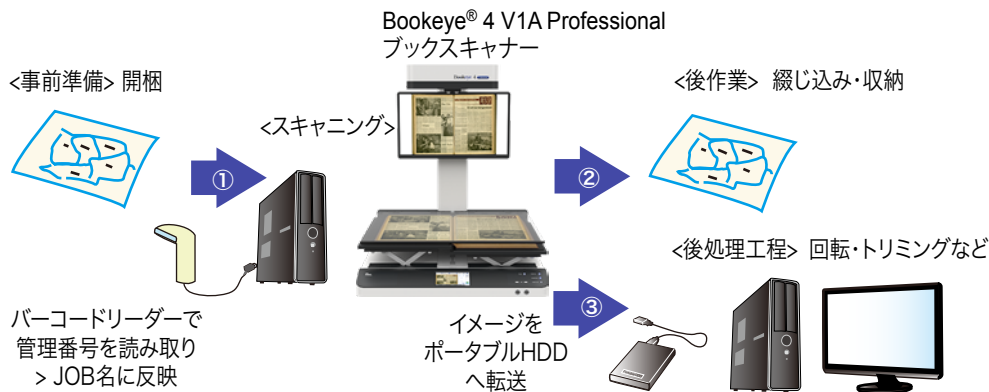 Bookeye® 4 V1A Professional
ブックスキャナー
<事前準備> 開梱
<スキャニング>
<後作業> 綴じ込み・収納
①
②
Bookeye 4
<後処理工程> 回転・トリミングなど
③
バーコードリーダーで
管理番号を読み取り
> JOB名に反映
イメージを
ポータブルHDD
へ転送